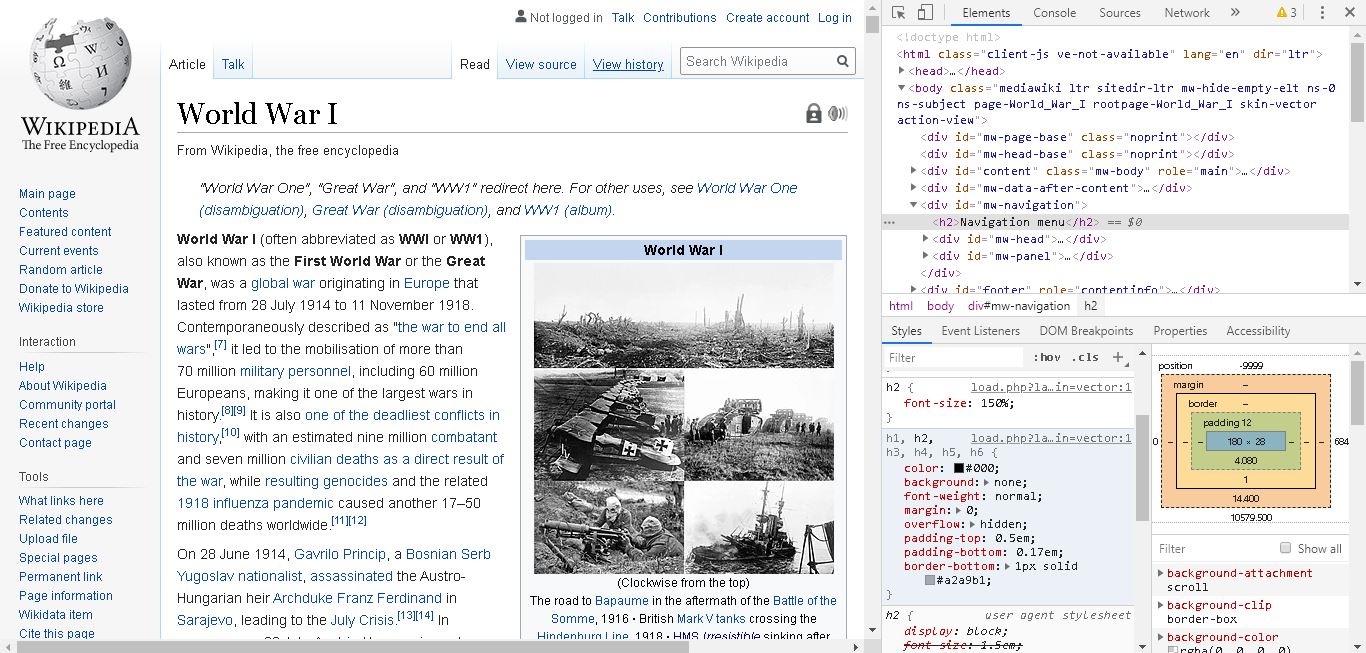 Not logged in Talk Contributions Create account Log in
WIKIPEDIA
The Free Encyclopedia
Main page
Contents
Featured content
Current events
Random article
Donate to Wikipedia
Wikipedia store
Interaction
Help
About Wikipedia
Community portal
Recent changes
Contact page
Tools
What links here
Related changes
Upload file
Special pages
Permanent link
Page information
Wikidata item
Cite this page
Article Talk Read View source View history Search Wikipedia
World War I
From Wikipedia, the free encyclopedia
"World War One", "Great War", and "WW1" redirect here. For other uses, see World War One
(disambiguation), Great War (disambiguation), and WW1 (album).
World War I (often abbreviated as WWI or WW1),
also known as the First World War or the Great
War, was a global war originating in Europe that
lasted from 28 July 1914 to 11 November 1918.
Contemporaneously described as "the war to end all
wars",[7] it led to the mobilisation of more than
70 million military personnel, including 60 million
Europeans, making it one of the largest wars in
history.[8][9] It is also one of the deadliest conflicts in
history,[10] with an estimated nine million combatant
and seven million civilian deaths as a direct result of
the war, while resulting genocides and the related
1918 influenza pandemic caused another 17–50
million deaths worldwide.[11][12]
On 28 June 1914, Gavrilo Princip, a Bosnian Serb
Yugoslav nationalist, assassinated the Austro-
Hungarian heir Archduke Franz Ferdinand in
Sarajevo, leading to the July Crisis.[13][14] In
World War I
(Clockwise from the top)
The road to Bapaume in the aftermath of the Battle of the
Somme, 1916 • British Mark V tanks crossing the
Hindenburg Line, 1918 • HMS Irresistible sinking after
Elements Console Sources Network » 3
<!doctype html>
<html class="client-js ve-not-available" lang="en" dir="ltr">
<head>…</head>
<body class="mediawiki ltr sitedir-ltr mw-hide-empty-elt ns-0
ns-subject page-World_War_I rootpage-World_War_I skin-vector
action-view">
<div id="mw-page-base" class="noprint"></div>
<div id="mw-head-base" class="noprint"></div>
<div id="content" class="mw-body" role="main">…</div>
<div id="mw-data-after-content">…</div>
<div id="mw-navigation">
… <h2>Navigation menu</h2> == $0
<div id="mw-head">…</div>
<div id="mw-panel">…</div>
</div>
<div id="footer" role="contentinfo">…</div>
html body div#mw-navigation h2
Styles Event Listeners DOM Breakpoints Properties Accessibility
Filter :hov .cls +
}
h2 { load.php?la…in=vector:1
font-size: 150%;
}
h1, h2, load.php?la…in=vector:1
h3, h4, h5, h6 {
color: #000;
background: none;
font-weight: normal;
margin: 0;
overflow: hidden;
padding-top: 0.5em;
padding-bottom: 0.17em;
border-bottom: 1px solid
#a2a9b1;
}
h2 { user agent stylesheet
display: block;
font-size: 1.5em;
position -9999
margin –
border –
padding 12
0 – – – 180 × 28 – – – 684
4.080
1
14.400
10579.500
Filter Show all
background-attachment
scroll
background-clip
border-box
background-color
rgba(0, 0, 0, 0)